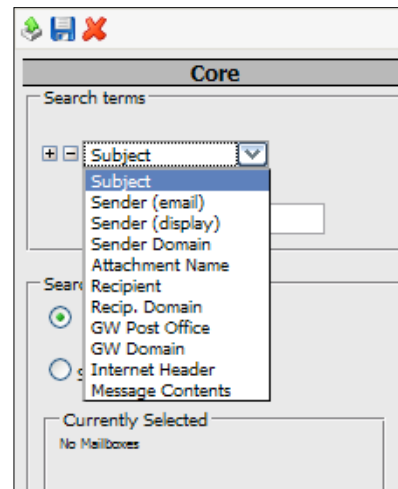 Core
Search terms
Subject
Subject
Sender (email)
Sender (display)
Sender Domain
Attachment Name
Recipient
Recip. Domain
GW Post Office
GW Domain
Internet Header
Message Contents
Currently Selected
No Mailboxes